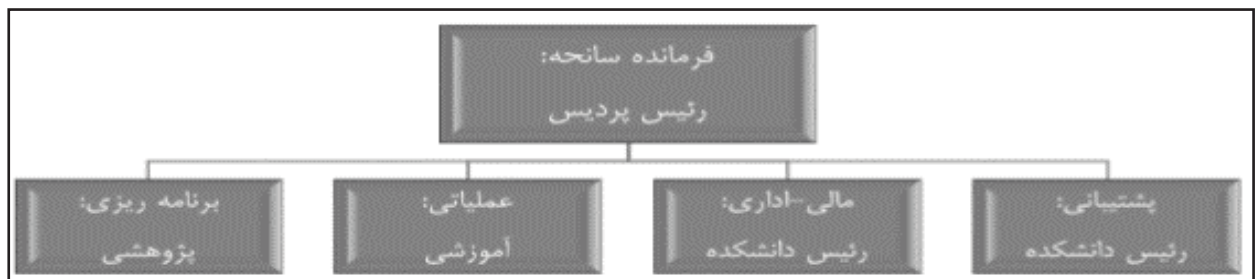 فرمانده سانحه:
رئیس پردیس
پشتیبانی:
رئیس دانشکده
مالی-اداری:
رئیس دانشکده
عملیاتی:
آموزشی
برنامه ریزی:
پژوهشی